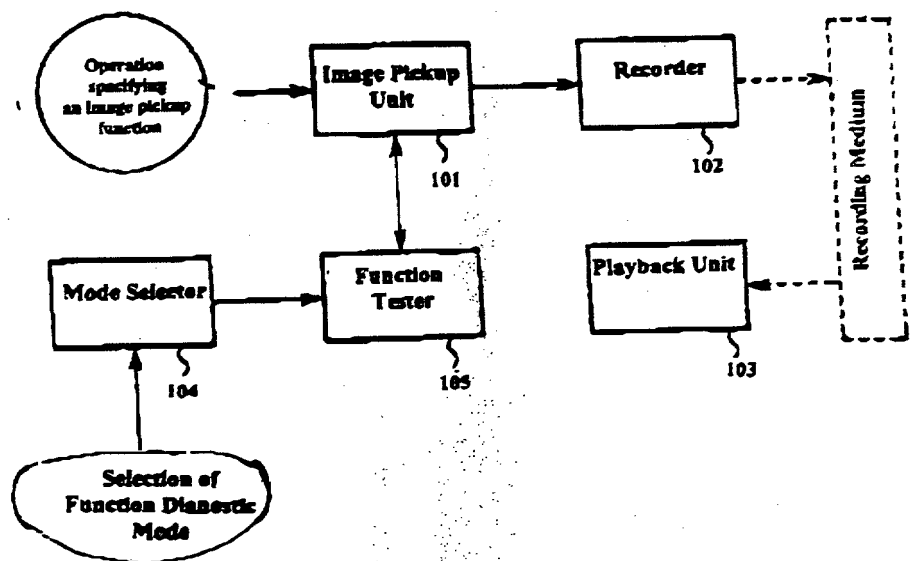 Operation
specifying
an Image pickup
function
Image Pickup
Unit
101
Recorder
102
Recording Medium
Mode Selector
104
Function
Tester
105
Playback Unit
103
Selection of
Function Dianostic
Mode